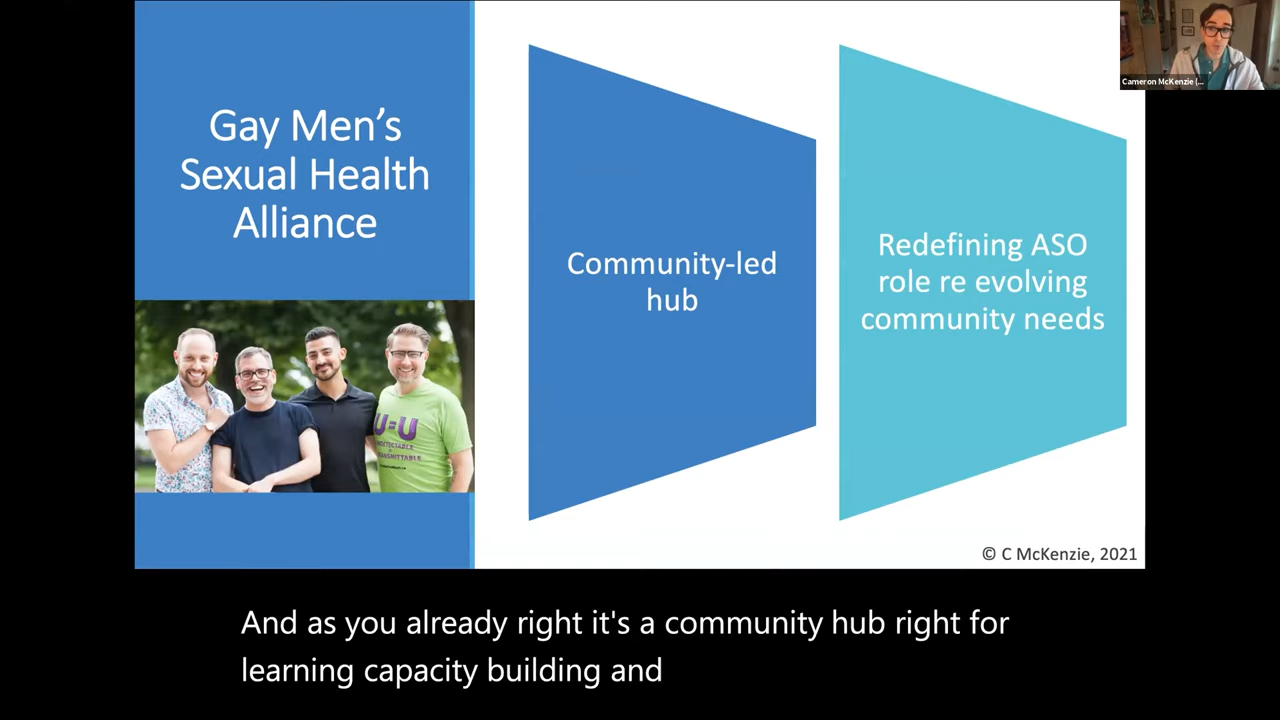 Gay Men's
Sexual Health
Alliance
U=U
TRANSMITTABLE
Community-led
hub
Redefining ASO
role re evolving
community needs
© C McKenzie, 2021
Cameron McKenzie (...
And as you already right it's a community hub right for
learning capacity building and